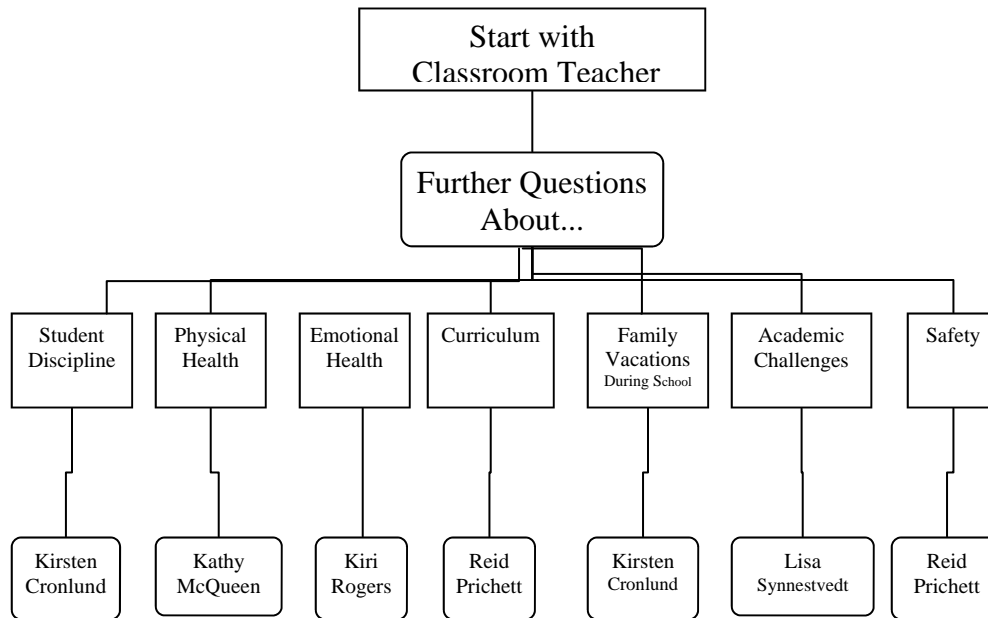 Start with
Classroom Teacher
Further Questions
About...
Student
Discipline
Physical
Health
Emotional
Health
Curriculum
Family
Vacations
During School
Academic
Challenges
Safety
Kirsten
Cronlund
Kathy
McQueen
Kiri
Rogers
Reid
Prichett
Kirsten
Cronlund
Lisa
Synnestvedt
Reid
Prichett